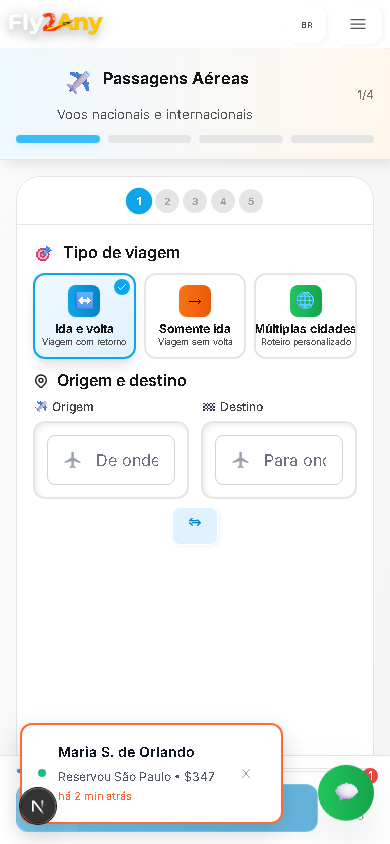 Fly2Any
BR
Passagens Aéreas
Voos nacionais e internacionais
1/4
1 2 3 4 5
Tipo de viagem
Ida e volta
Viagem com retorno
Somente ida
Viagem sem volta
Múltiplas cidades
Roteiro personalizado
Origem e destino
Origem
Destino
De onde
Para ond
Maria S. de Orlando
Reservou São Paulo • $347
há 2 min atrás
N
1